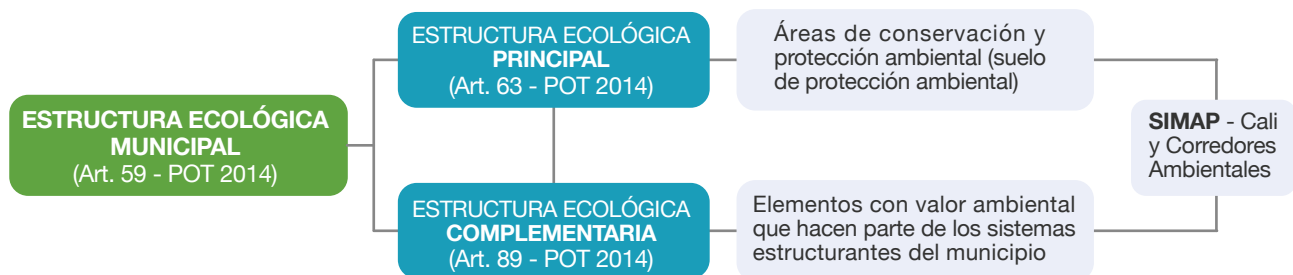 ESTRUCTURA ECOLÓGICA
MUNICIPAL
(Art. 59 - POT 2014)
ESTRUCTURA ECOLÓGICA
PRINCIPAL
(Art. 63 - POT 2014)
Áreas de conservación y
protección ambiental (suelo
de protección ambiental)
ESTRUCTURA ECOLÓGICA
COMPLEMENTARIA
(Art. 89 - POT 2014)
Elementos con valor ambiental
que hacen parte de los sistemas
estructurantes del municipio
SIMAP - Cali
y Corredores
Ambientales